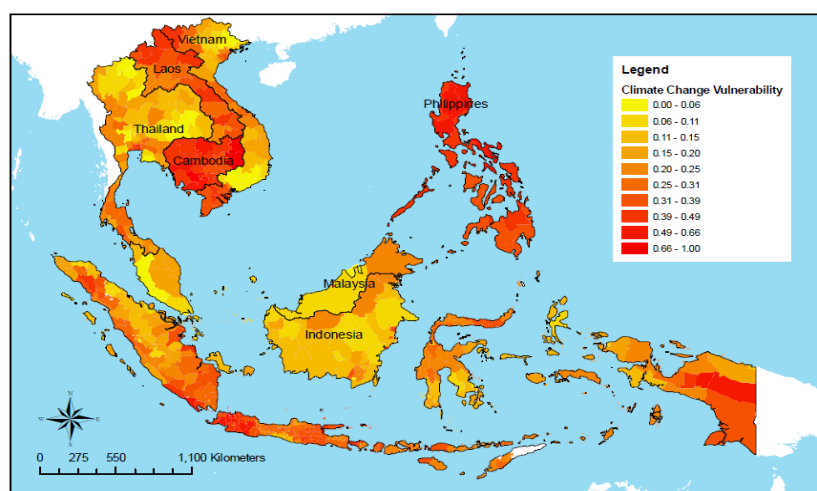 Vietnam
Laos
Thailand
Cambodia
Philippires
Malaysia
Indonesia
Legend
Climate Change Vulnerability
0.00 - 0.06
0.06 - 0.11
0.11 - 0.15
0.15 - 0.20
0.20 - 0.25
0.25 - 0.31
0.31 - 0.39
0.39 - 0.49
0.49 - 0.66
0.66 - 1.00
N
W
E
S
0 275 550 1,100 Kilometers